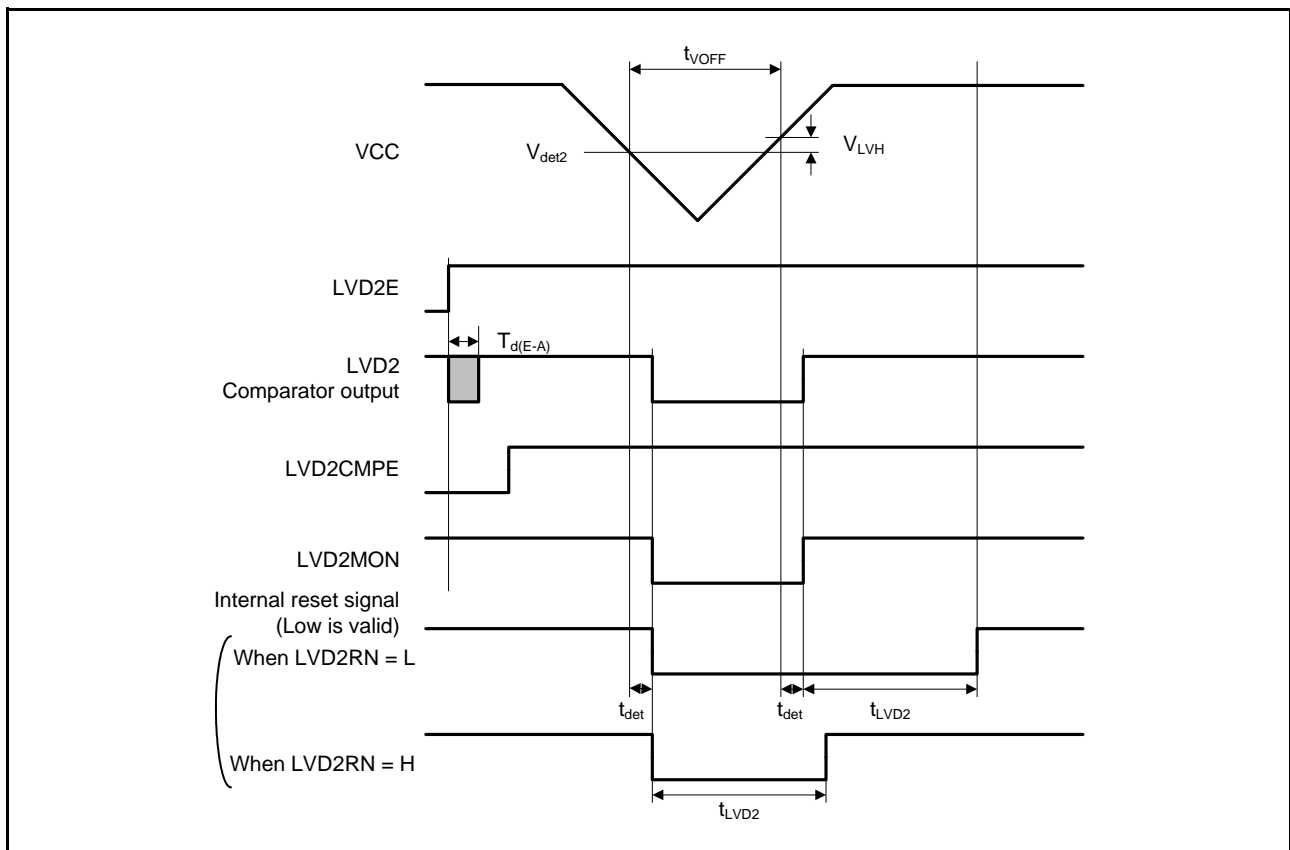 tVOFF
VCC
Vdet2
VLVH
LVD2E
Td(E-A)
LVD2
Comparator output
LVD2CMPE
LVD2MON
Internal reset signal
(Low is valid)
When LVD2RN = L
tdet
tdet
tLVD2
When LVD2RN = H
tLVD2